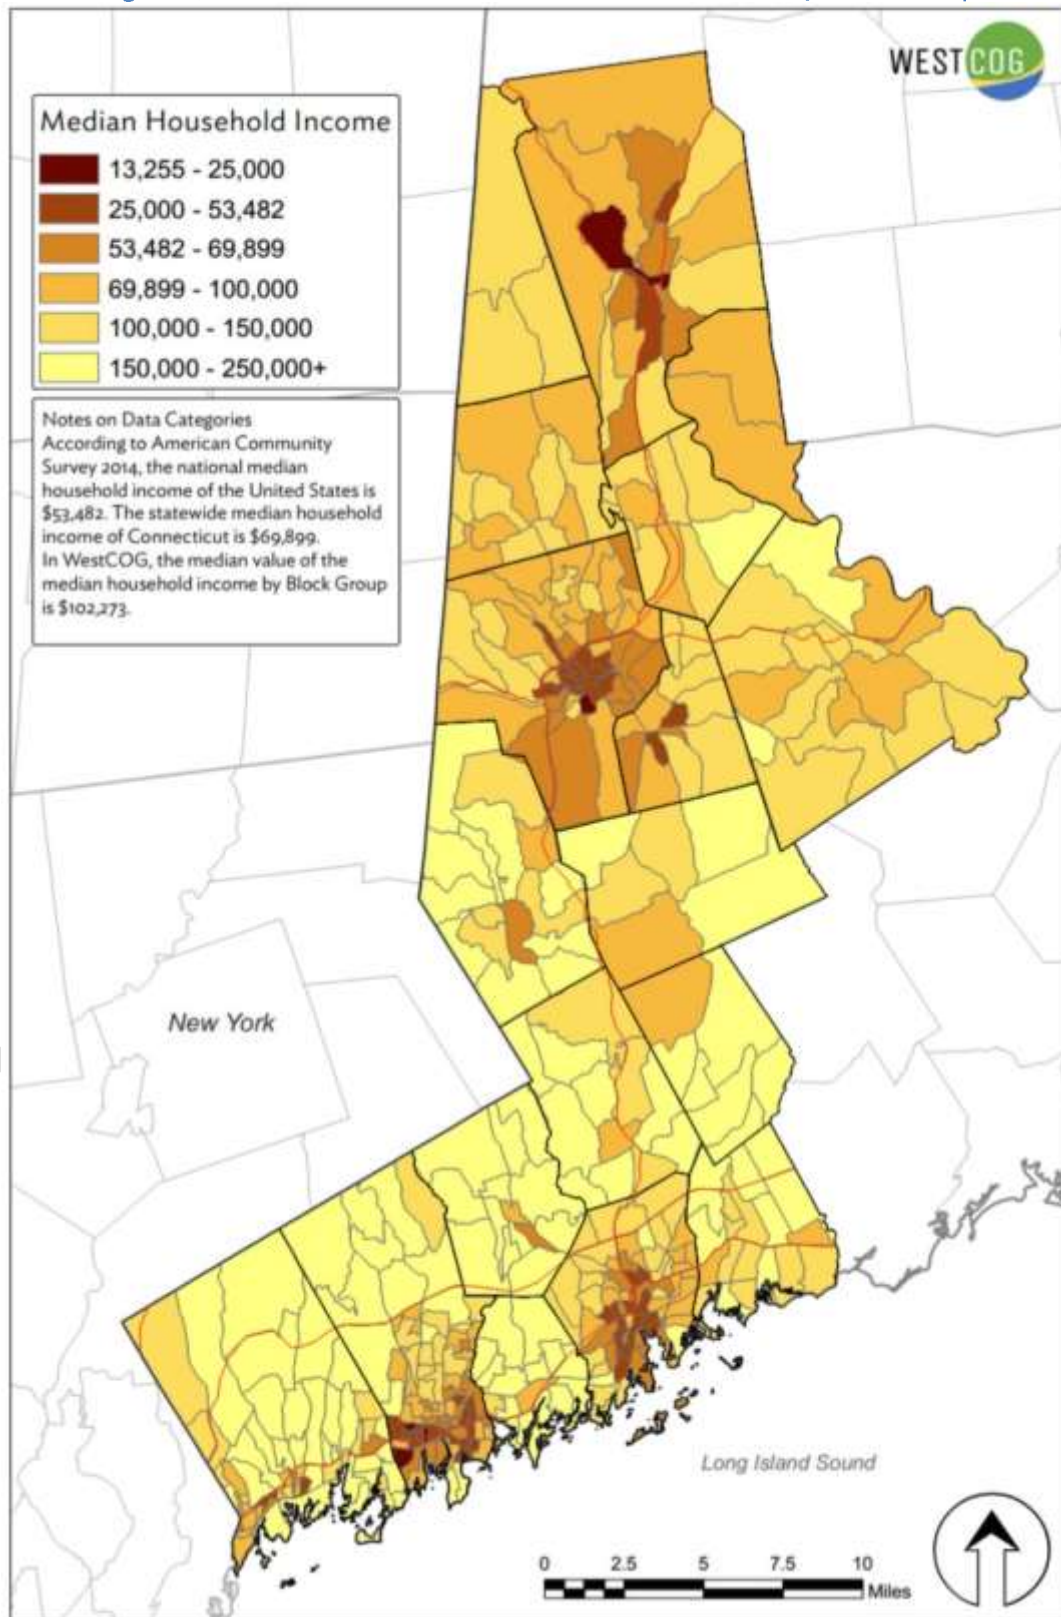 WESTCOG
Median Household Income
13,255 - 25,000
25,000 - 53,482
53,482 - 69,899
69,899 - 100,000
100,000 - 150,000
150,000 - 250,000+
Notes on Data Categories
According to American Community
Survey 2014, the national median
household income of the United States is
$53,482. The statewide median household
income of Connecticut is $69,899.
In WestCOG, the median value of the
median household income by Block Group
is $102,273.
New York
Long Island Sound
0 2.5 5 7.5 10
Miles